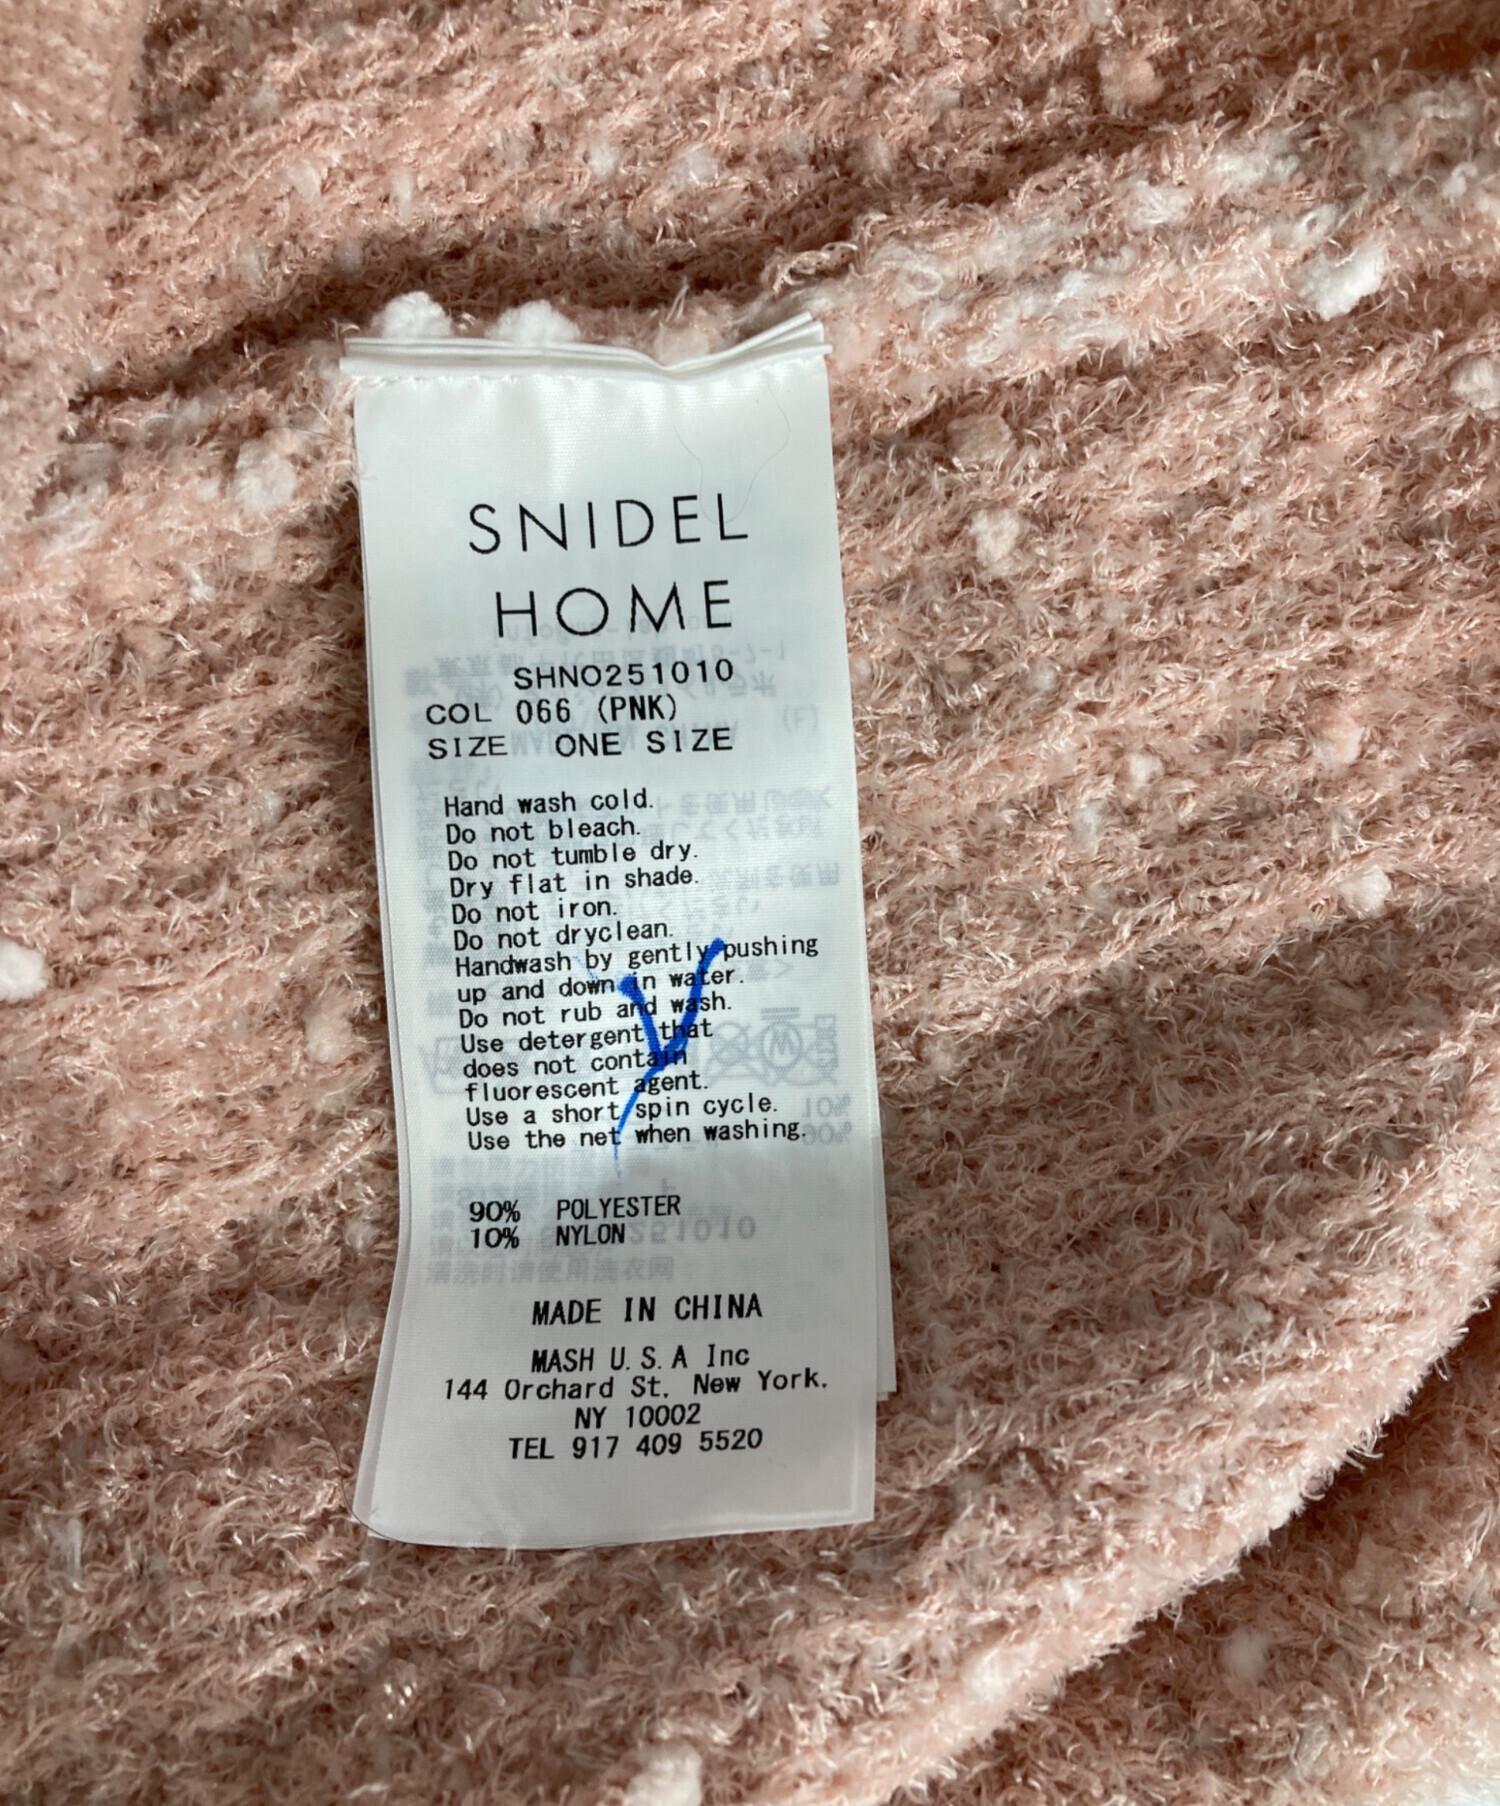 SNIDEL
HOME
SHNO251010
COL 066 (PNK)
SIZE ONE SIZE
Hand wash cold.
Do not bleach.
Do not tumble dry.
Dry flat in shade.
Do not iron.
Do not dryclean.
Handwash by gently pushing
up and down in water.
Do not rub and wash.
Use detergent that
does not contain
fluorescent agent.
Use a short spin cycle.
Use the net when washing.
90% POLYESTER
10% NYLON
MADE IN CHINA
MASH U.S.A Inc
144 Orchard St, New York.
NY 10002
TEL 917 409 5520